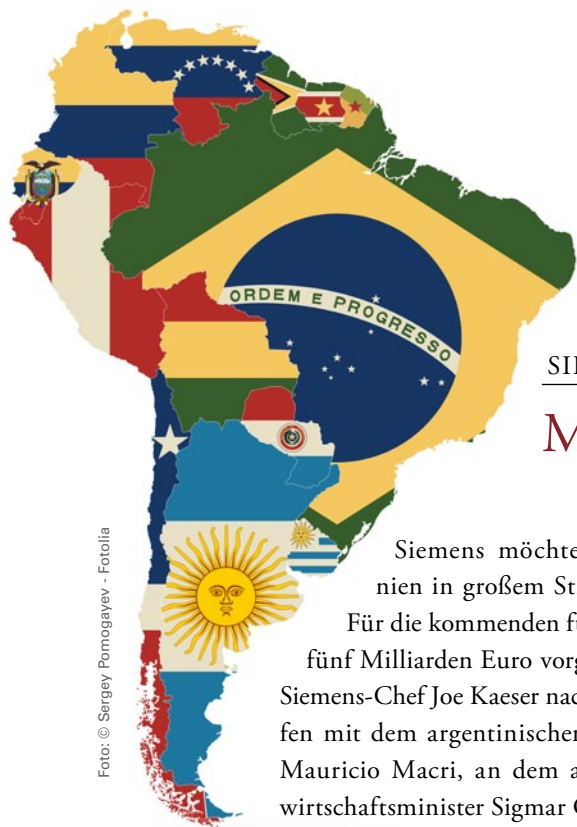 ORDEM E PROGRESSO
Siemens möchte
nien in großem
Für die kommenden
fünf Milliarden Euro
Siemens-Chef Joe Kaeser
fen mit dem argentinischen
Mauricio Macri, an dem
wirtschaftsminister Sigmar
Foto: © Sergey Pomogayev - Fotolia